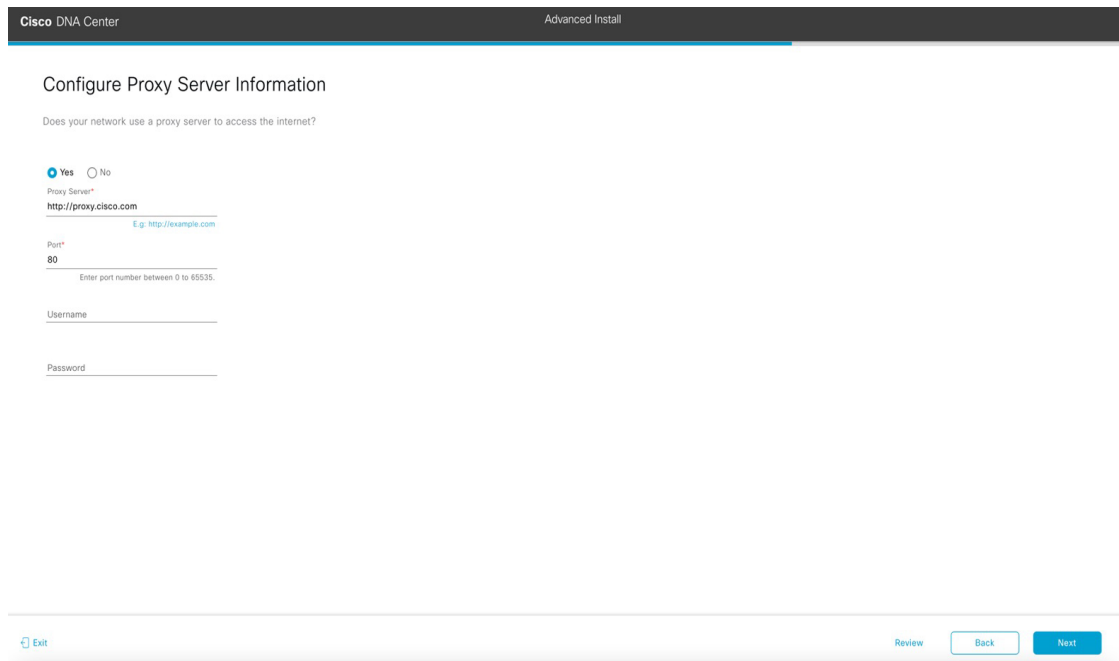 Cisco DNA Center
Advanced Install
Configure Proxy Server Information
Does your network use a proxy server to access the internet?
Yes No
Proxy Server*
http://proxy.cisco.com
E.g: http://example.com
Port*
80
Enter port number between 0 to 65535.
Username
Password
Exit
Review Back Next